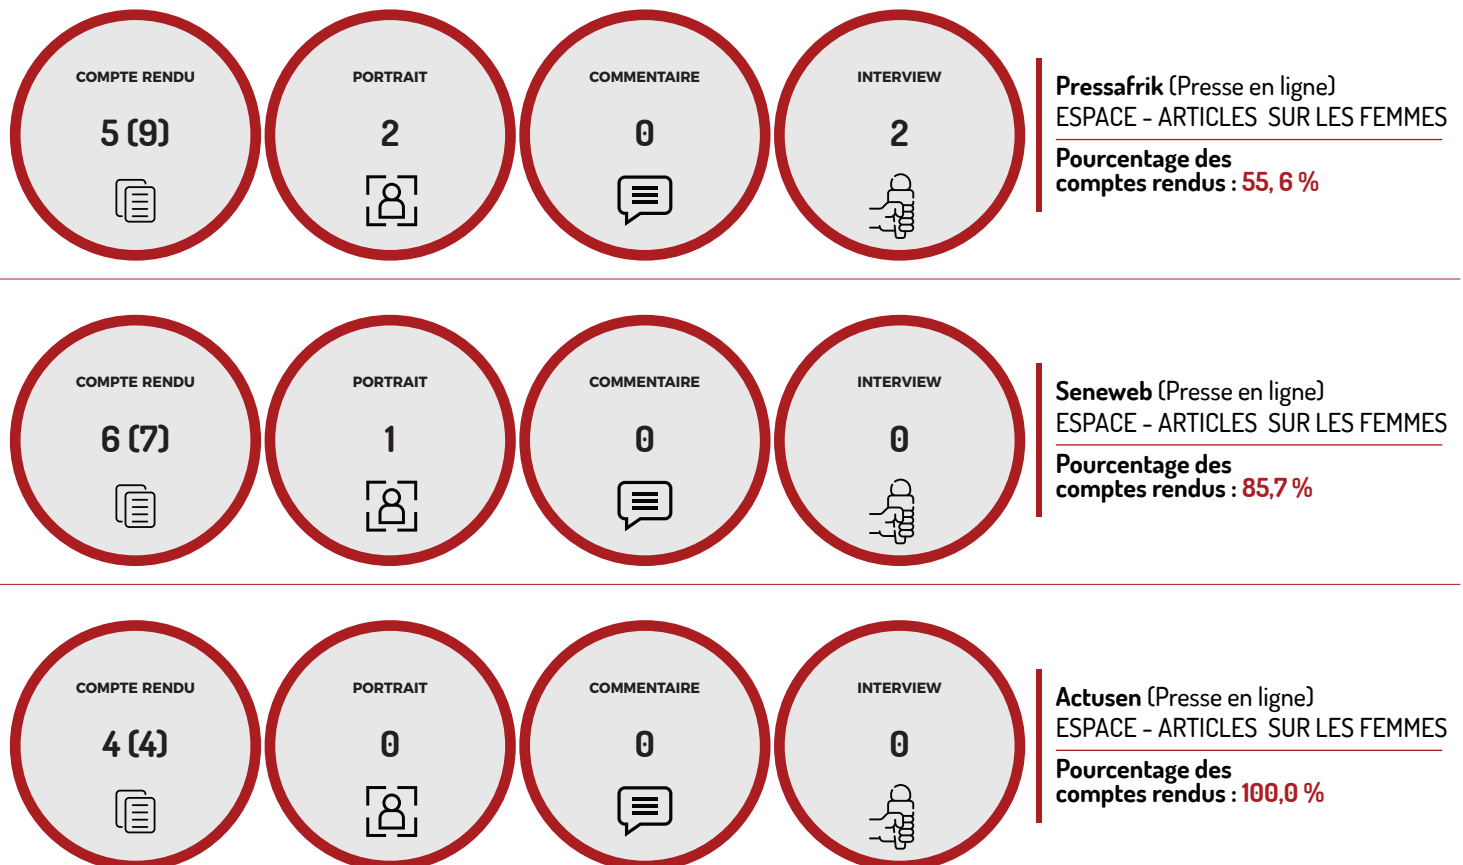 COMPTE RENDU
5 (9)
PORTRAIT
2
COMMENTAIRE
0
INTERVIEW
2
Pressafrik (Presse en ligne)
ESPACE - ARTICLES SUR LES FEMMES
Pourcentage des
comptes rendus : 55, 6 %
COMPTE RENDU
6 (7)
PORTRAIT
1
COMMENTAIRE
0
INTERVIEW
0
Seneweb (Presse en ligne)
ESPACE - ARTICLES SUR LES FEMMES
Pourcentage des
comptes rendus : 85,7 %
COMPTE RENDU
4 (4)
PORTRAIT
0
COMMENTAIRE
0
INTERVIEW
0
Actusen (Presse en ligne)
ESPACE - ARTICLES SUR LES FEMMES
Pourcentage des
comptes rendus : 100,0 %